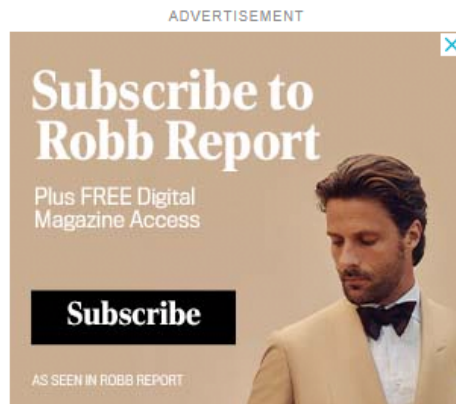 ADVERTISEMENT
Subscribe to
Robb Report
Plus FREE Digital
Magazine Access
Subscribe
AS SEEN IN ROBB REPORT